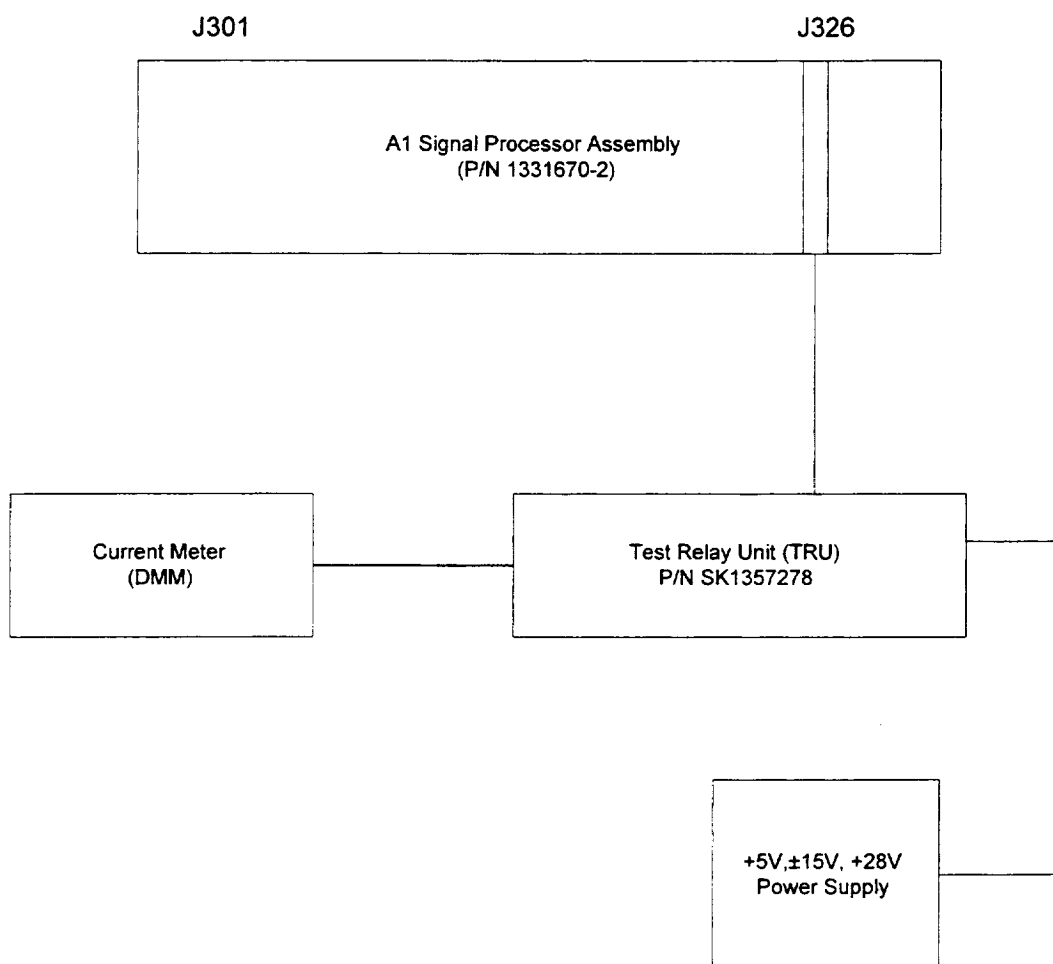 J301
J326
A1 Signal Processor Assembly
(P/N 1331670-2)
Current Meter
(DMM)
Test Relay Unit (TRU)
P/N SK1357278
+5V,±15V, +28V
Power Supply